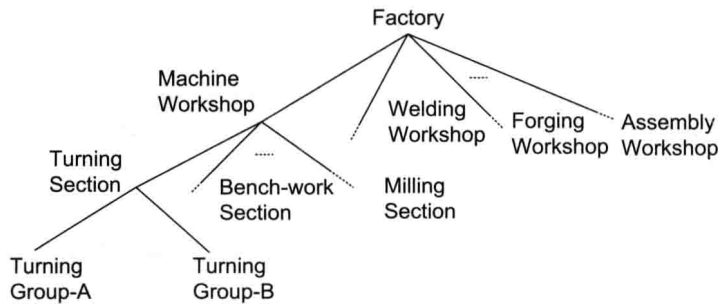 Factory
Machine
Workshop
Welding
Workshop
Forging
Workshop
Assembly
Workshop
Turning
Section
Bench-work
Section
Milling
Section
Turning
Group-A
Turning
Group-B